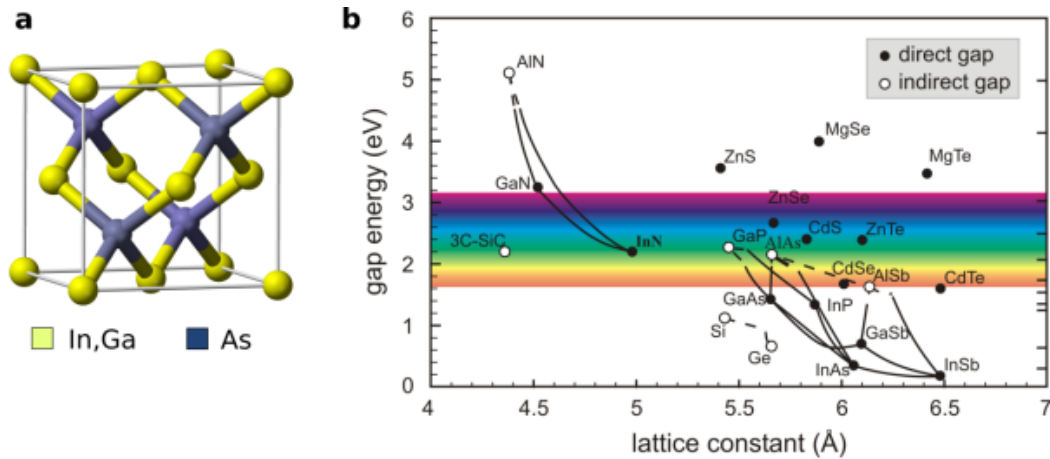 a
In,Ga
As
b
gap energy (eV)
6
5
4
3
2
1
0
direct gap
indirect gap
AlN
MgSe
ZnS
MgTe
GaN
ZnSe
3C-SiC
InN
GaP
AlAs
CdS
ZnTe
CdSe
AlSb
CdTe
GaAs
InP
Si
Ge
GaSb
InAs
InSb
4
4.5
5
5.5
6
6.5
7
lattice constant (Å)